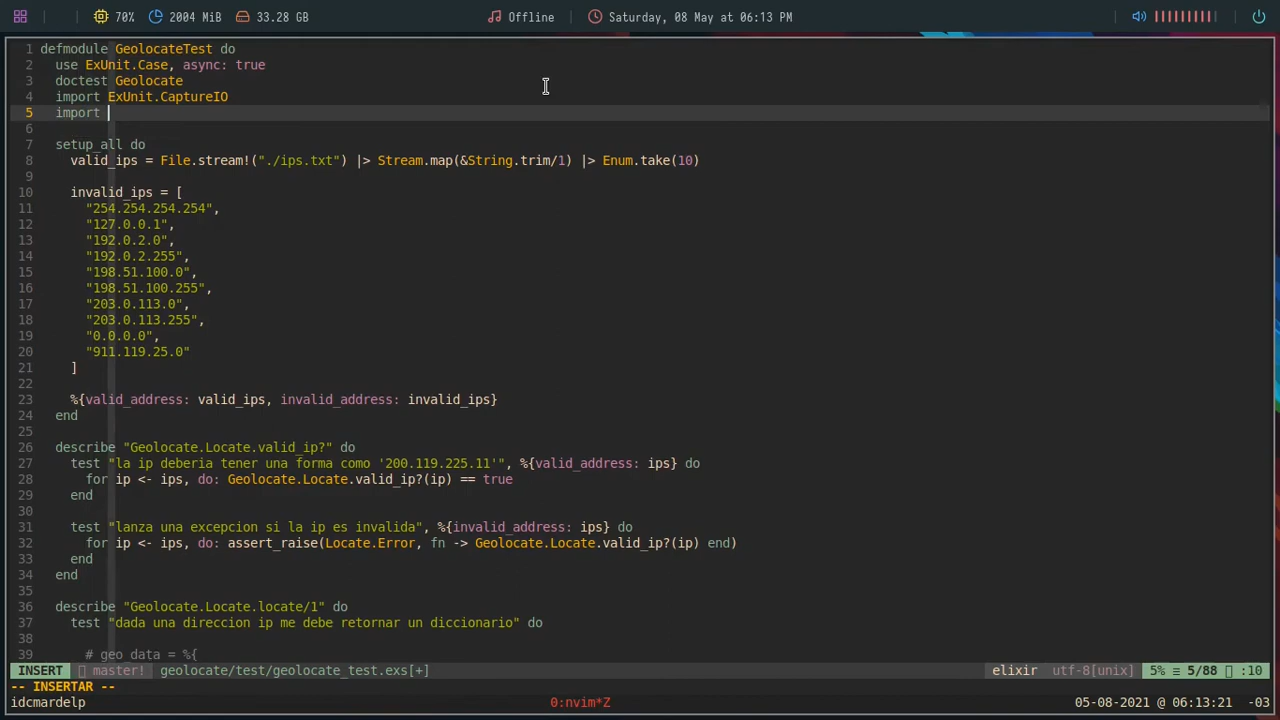 70% 2004 MiB 33.28 GB Offline Saturday, 08 May at 06:13 PM
1 defmodule GeolocateTest do
2 use ExUnit.Case, async: true
3 doctest Geolocate
4 import ExUnit.CaptureIO
5 import
6
7 setup_all do
8 valid_ips = File.stream!("./ips.txt") |> Stream.map(&String.trim/1) |> Enum.take(10)
9
10 invalid_ips = [
11 "254.254.254.254",
12 "127.0.0.1",
13 "192.0.2.0",
14 "192.0.2.255",
15 "198.51.100.0",
16 "198.51.100.255",
17 "203.0.113.0",
18 "203.0.113.255",
19 "0.0.0.0",
20 "911.119.25.0"
21 ]
22
23 %{valid_address: valid_ips, invalid_address: invalid_ips}
24 end
25
26 describe "Geolocate.Locate.valid_ip?" do
27 test "la ip deberia tener una forma como '200.119.225.11'", %{valid_address: ips} do
28 for ip <- ips, do: Geolocate.Locate.valid_ip?(ip) == true
29 end
30
31 test "lanza una excepcion si la ip es invalida", %{invalid_address: ips} do
32 for ip <- ips, do: assert_raise(Locate.Error, fn -> Geolocate.Locate.valid_ip?(ip) end)
33 end
34 end
35
36 describe "Geolocate.Locate.locate/1" do
37 test "dada una direccion ip me debe retornar un diccionario" do
38
39 # geo_data = %{
INSERT master! geolocate/test/geolocate_test.exs[+] elixir utf-8[unix] 5% ≡ 5/88 :10
-- INSERTAR --
idcmardelp 0:nvim*Z 05-08-2021 @ 06:13:21 -03